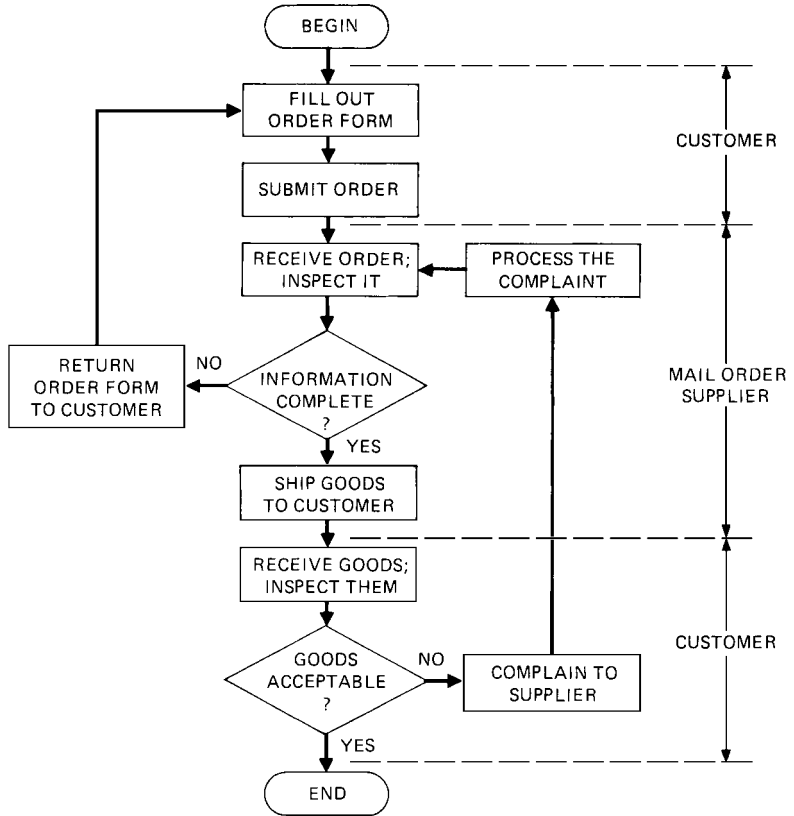 BEGIN
FILL OUT
ORDER FORM
CUSTOMER
SUBMIT ORDER
RECEIVE ORDER;
INSPECT IT
PROCESS THE
COMPLAINT
RETURN
ORDER FORM
TO CUSTOMER
NO
INFORMATION
COMPLETE
?
YES
MAIL ORDER
SUPPLIER
SHIP GOODS
TO CUSTOMER
RECEIVE GOODS;
INSPECT THEM
GOODS
ACCEPTABLE
?
NO
COMPLAIN TO
SUPPLIER
CUSTOMER
YES
END